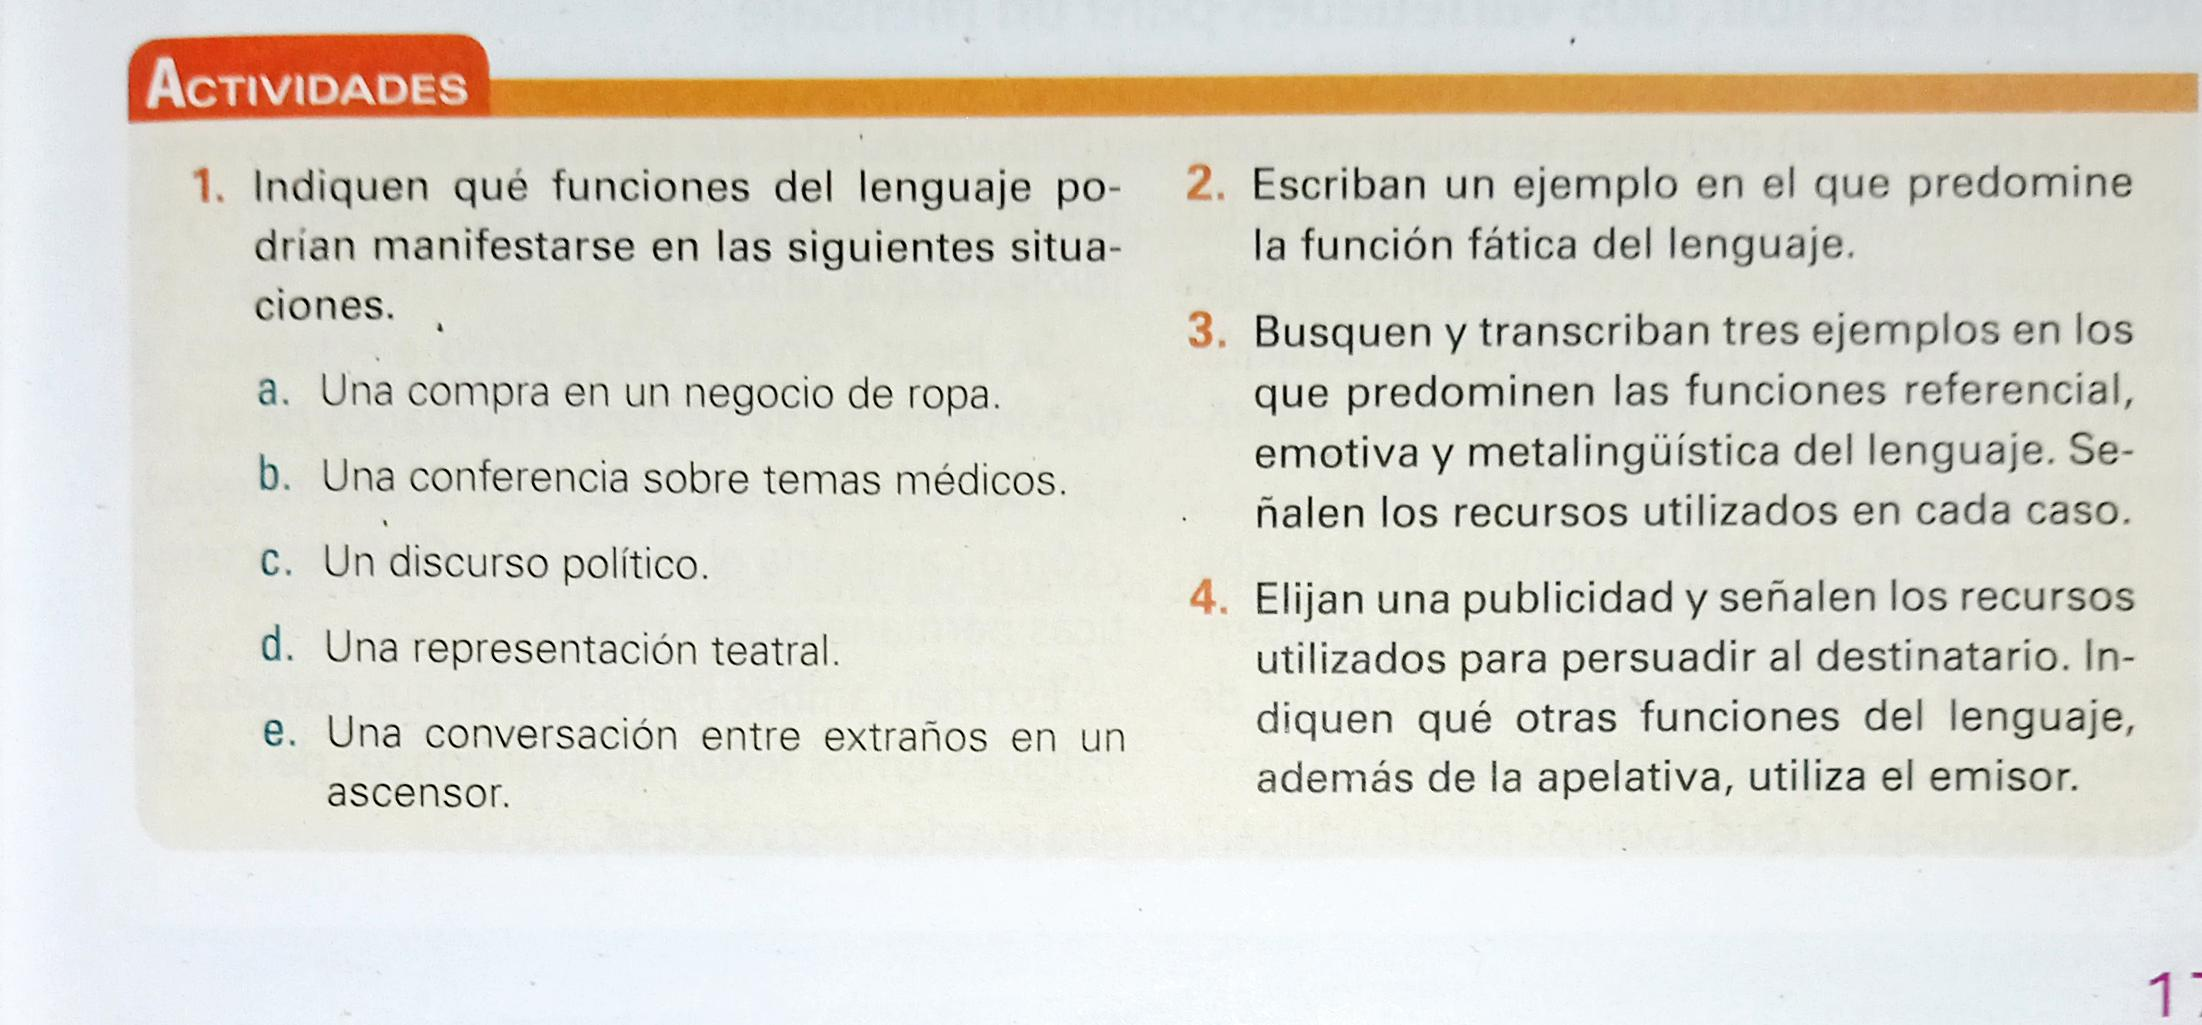 ACTIVIDADES
1. Indiquen qué funciones del lenguaje po-
drían manifestarse en las siguientes situa-
ciones.
a. Una compra en un negocio de ropa.
b. Una conferencia sobre temas médicos.
c. Un discurso político.
d. Una representación teatral.
e. Una conversación entre extraños en un
ascensor.
2. Escriban un ejemplo en el que predomine
la función fática del lenguaje.
3. Busquen y transcriban tres ejemplos en los
que predominen las funciones referencial,
emotiva y metalingüística del lenguaje. Se-
ñalen los recursos utilizados en cada caso.
4. Elijan una publicidad y señalen los recursos
utilizados para persuadir al destinatario. In-
diquen qué otras funciones del lenguaje,
además de la apelativa, utiliza el emisor.